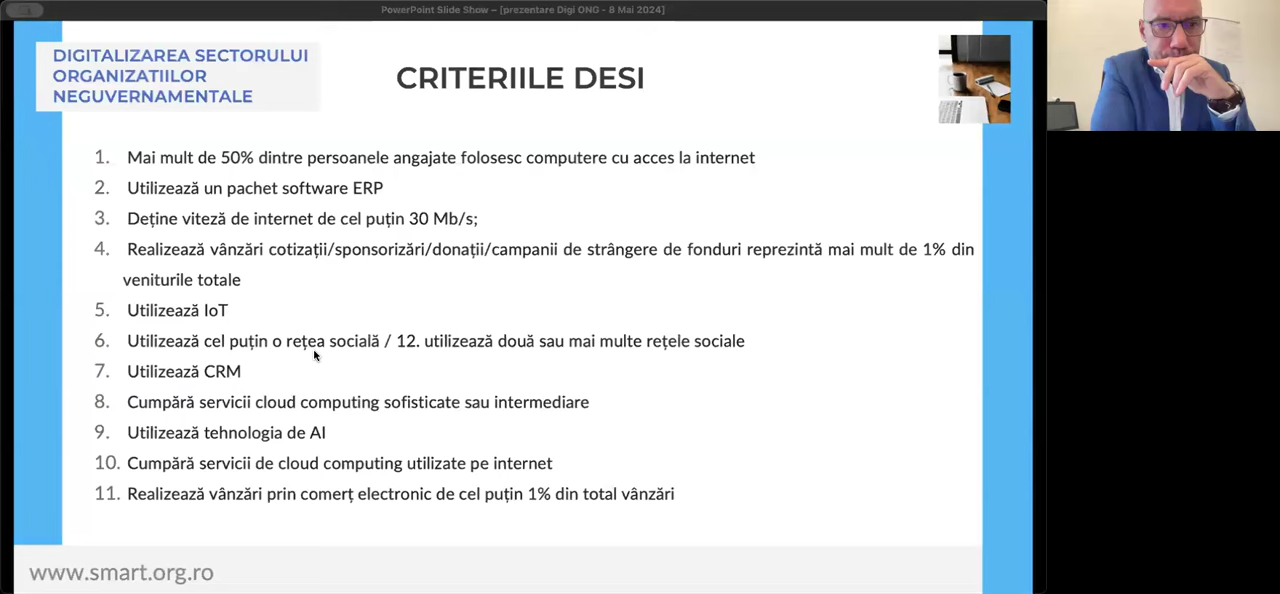 PowerPoint Slide Show – [prezentare Digi ONG - 8 Mai 2024]
DIGITALIZAREA SECTORULUI
ORGANIZATIILOR
NEGUVERNAMENTALE
CRITERIILE DESI
1. Mai mult de 50% dintre persoanele angajate folosesc computere cu acces la internet
2. Utilizează un pachet software ERP
3. Deține viteză de internet de cel puțin 30 Mb/s;
4. Realizează vânzări cotizații/sponsorizări/donații/campanii de strângere de fonduri reprezintă mai mult de 1% din
veniturile totale
5. Utilizează IoT
6. Utilizează cel puțin o rețea socială / 12. utilizează două sau mai multe rețele sociale
7. Utilizează CRM
8. Cumpără servicii cloud computing sofisticate sau intermediare
9. Utilizează tehnologia de AI
10. Cumpără servicii de cloud computing utilizate pe internet
11. Realizează vânzări prin comerț electronic de cel puțin 1% din total vânzări
www.smart.org.ro